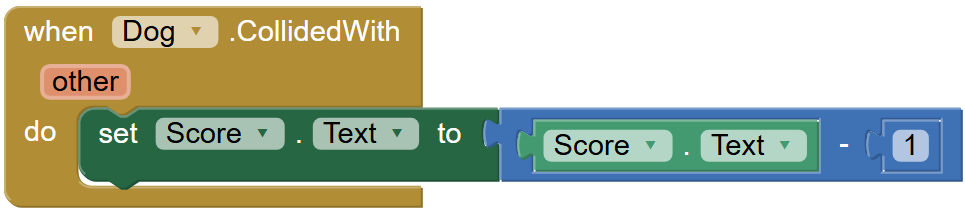 when Dog .CollidedWith
other
do set Score . Text to Score . Text - 1